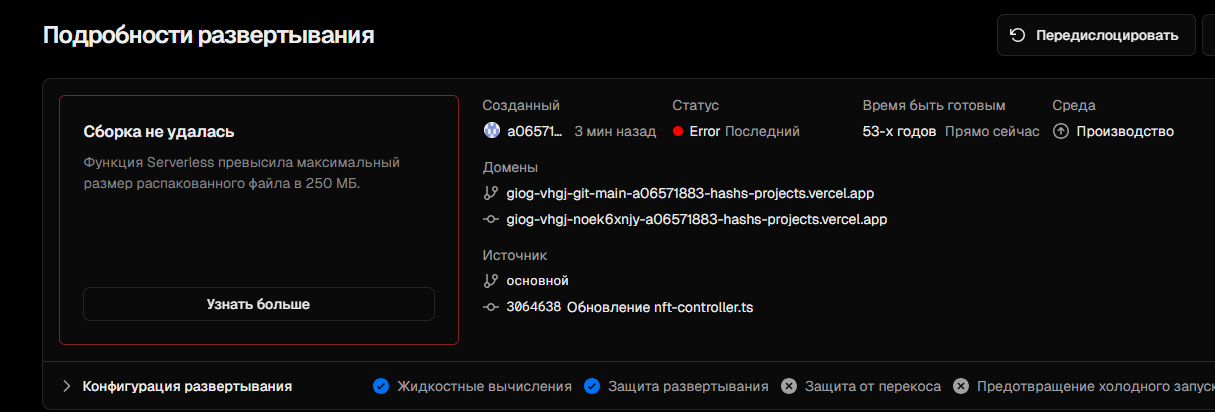 Подробности развертывания
Передислоцировать
Сборка не удалась
Функция Serverless превысила максимальный
размер распакованного файла в 250 МБ.
Узнать больше
Созданный
a06571... 3 мин назад
Статус
Error Последний
Время быть готовым
53-х годов Прямо сейчас
Среда
Производство
Домены
giog-vhgj-git-main-a06571883-hashs-projects.vercel.app
giog-vhgj-noek6xnjy-a06571883-hashs-projects.vercel.app
Источник
основной
3064638 Обновление nft-controller.ts
Конфигурация развертывания
Жидкостные вычисления
Защита развертывания
Защита от перекоса
Предотвращение холодного запуск